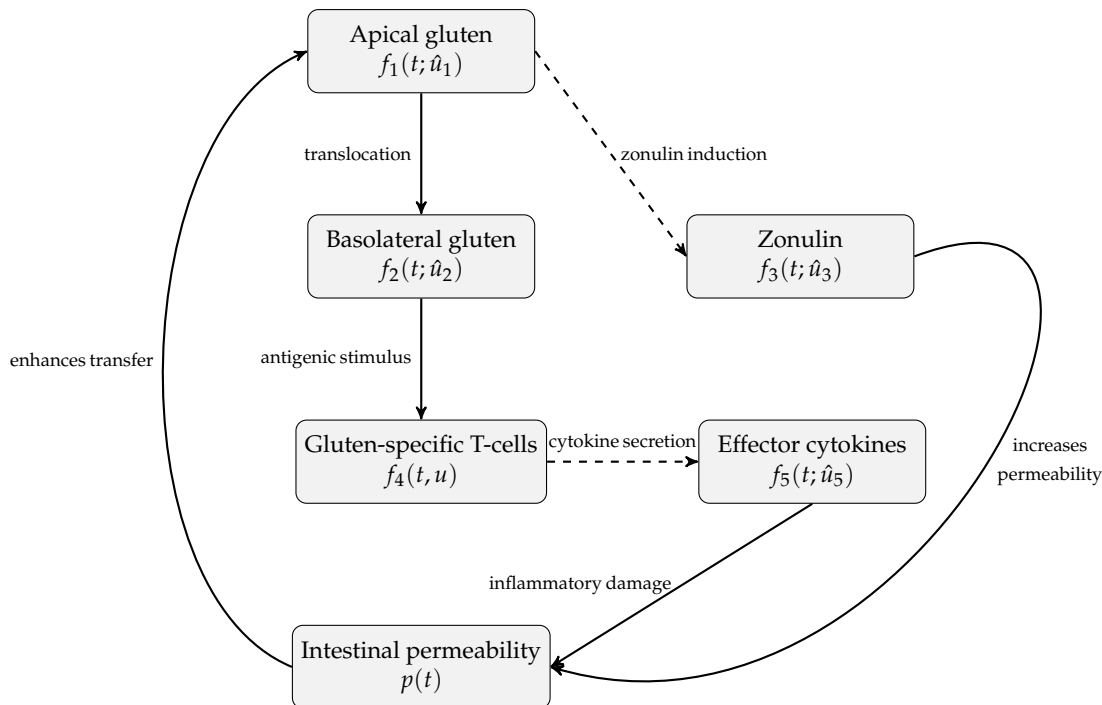 Apical gluten
f₁(t; û₁)
translocation
zonulin induction
Basolateral gluten
f₂(t; û₂)
Zonulin
f₃(t; û₃)
enhances transfer
antigenic stimulus
Gluten-specific T-cells
f₄(t, u)
cytokine secretion
Effector cytokines
f₅(t; û₅)
increases
permeability
inflammatory damage
Intestinal permeability
p(t)